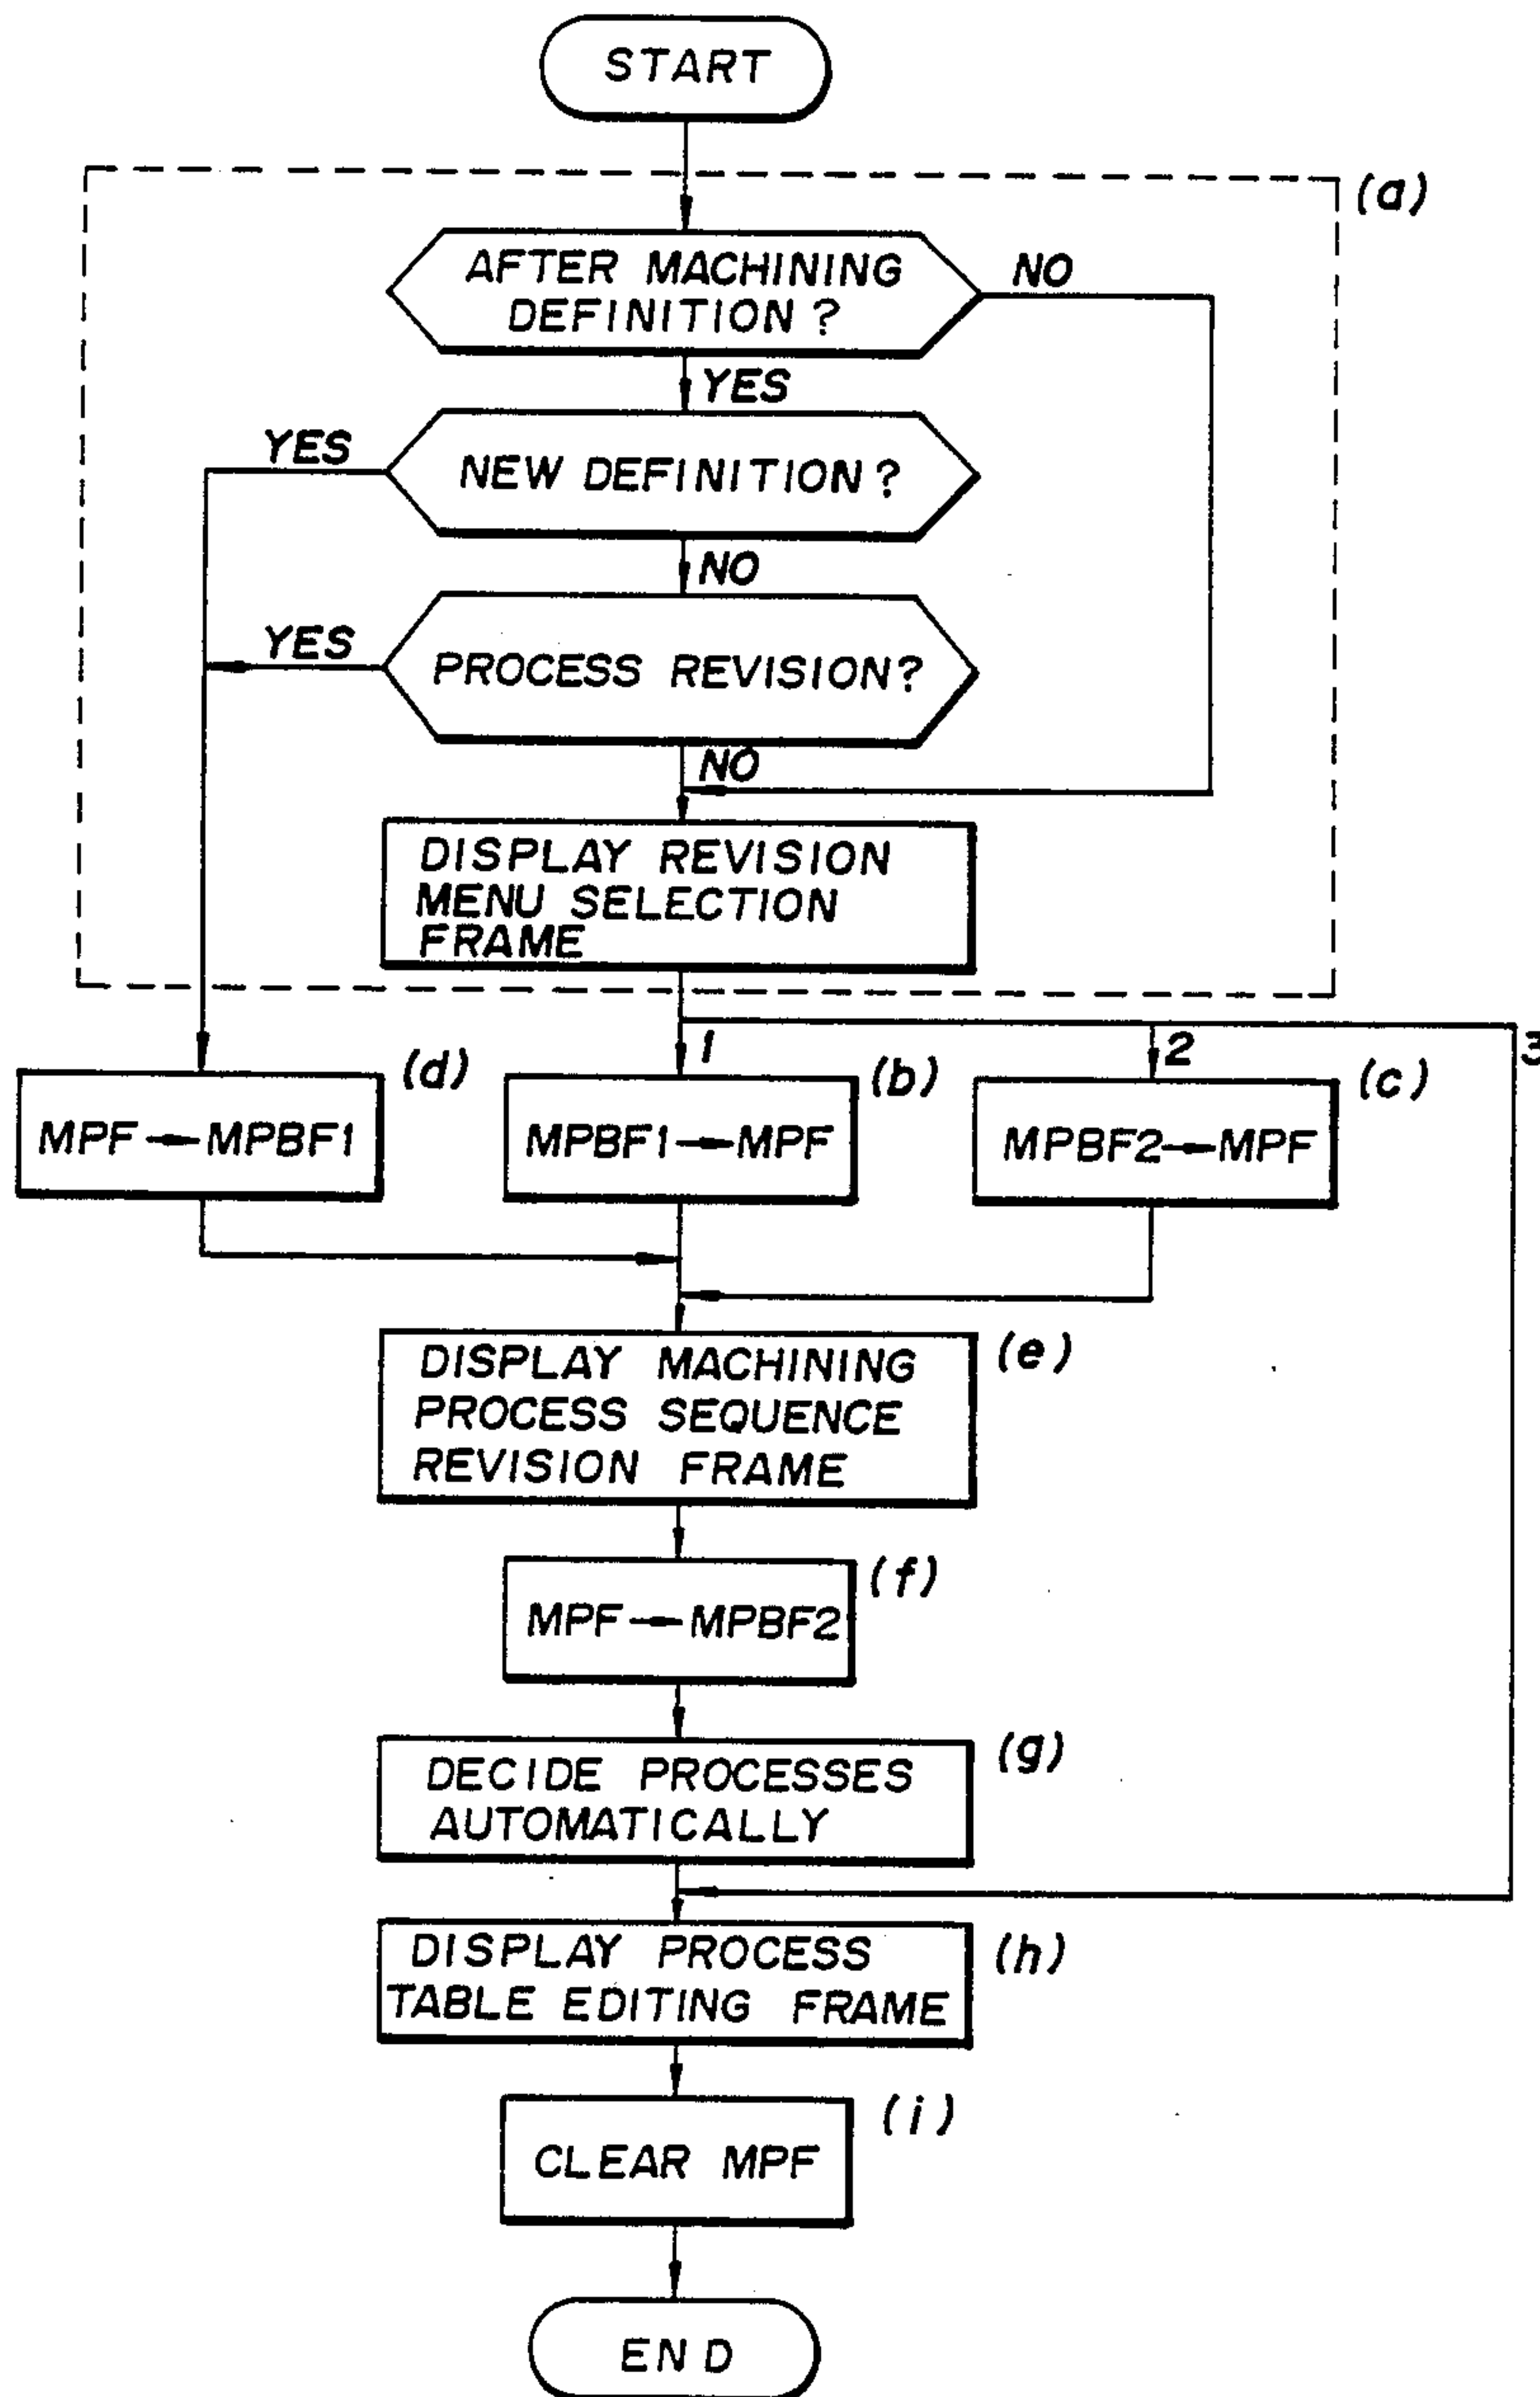 START
(a)
AFTER MACHINING
DEFINITION?
NO
YES
YES
NEW DEFINITION?
NO
YES
PROCESS REVISION?
NO
DISPLAY REVISION
MENU SELECTION
FRAME
1
2
3
(d)
(b)
(c)
MPF→MPBF1
MPBF1→MPF
MPBF2→MPF
DISPLAY MACHINING
PROCESS SEQUENCE
REVISION FRAME
(e)
MPF→MPBF2
(f)
DECIDE PROCESSES
AUTOMATICALLY
(g)
DISPLAY PROCESS
TABLE EDITING FRAME
(h)
CLEAR MPF
(i)
END